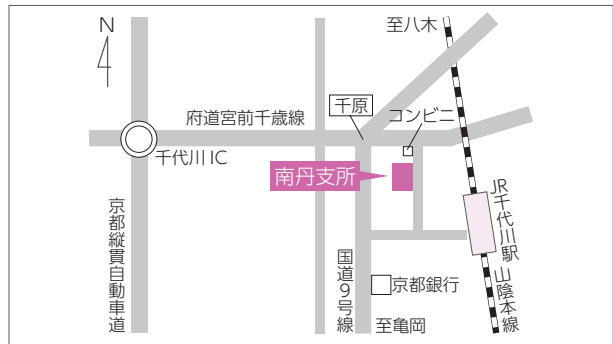 N
至八木
千原
コンビニ
府道宮前千歳線
千代川IC
南丹支所
JR千代川駅
山陰本線
京都縦貫自動車道
国道9号線
京都銀行
至亀岡